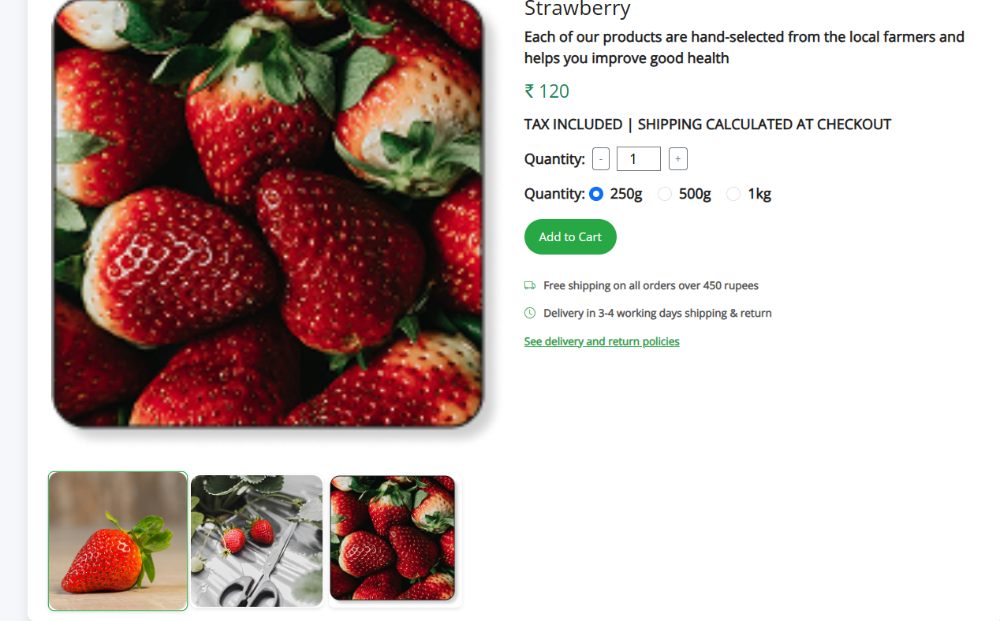 Strawberry
Each of our products are hand-selected from the local farmers and
helps you improve good health
₹ 120
TAX INCLUDED | SHIPPING CALCULATED AT CHECKOUT
Quantity: - 1 +
Quantity: 250g 500g 1kg
Add to Cart
Free shipping on all orders over 450 rupees
Delivery in 3-4 working days shipping & return
See delivery and return policies